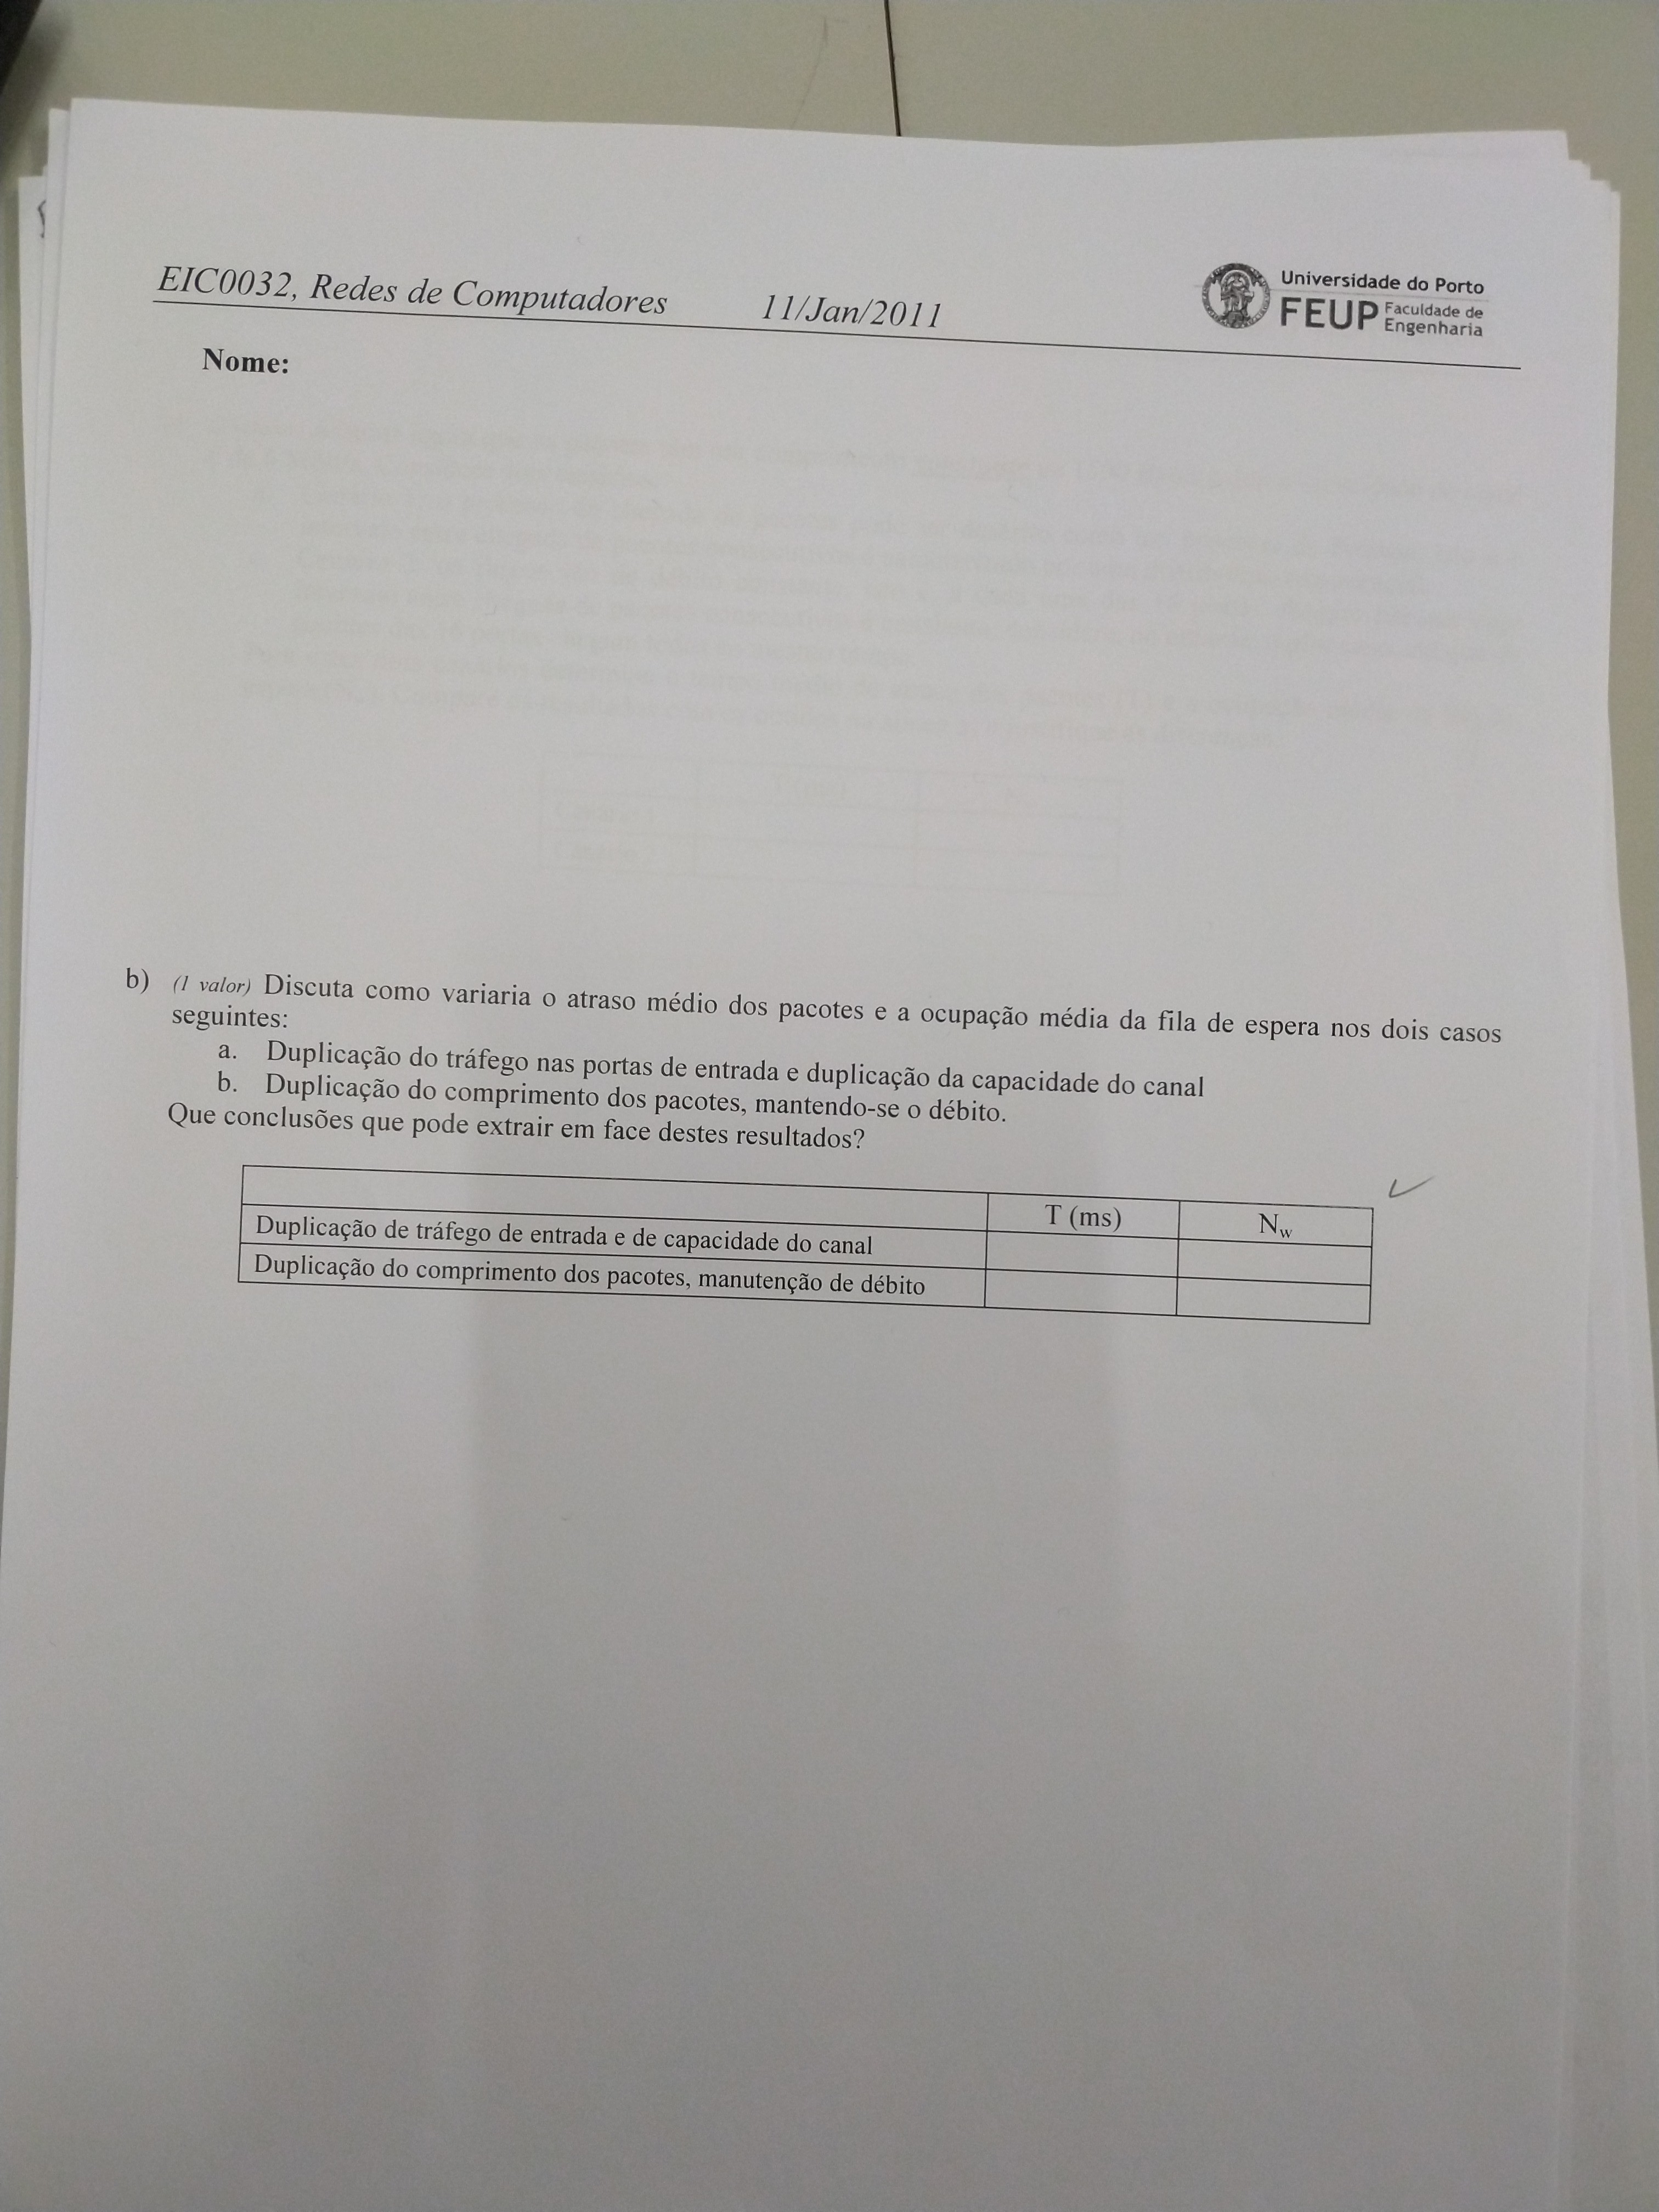 EIC0032, Redes de Computadores 11/Jan/2011
Universidade do Porto
FEUP Faculdade de
Engenharia
Nome:
b) (1 valor) Discuta como variaria o atraso médio dos pacotes e a ocupação média da fila de espera nos dois casos
seguintes:
a. Duplicação do tráfego nas portas de entrada e duplicação da capacidade do canal
b. Duplicação do comprimento dos pacotes, mantendo-se o débito.
Que conclusões que pode extrair em face destes resultados?
T (ms) Nw
Duplicação de tráfego de entrada e de capacidade do canal
Duplicação do comprimento dos pacotes, manutenção de débito